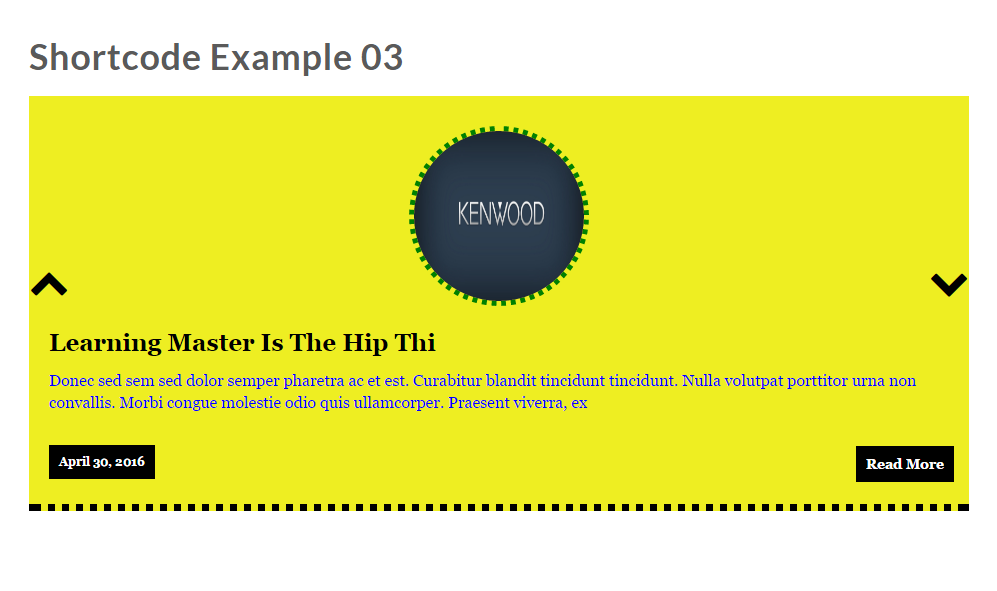 Shortcode Example 03
KENWOOD
Learning Master Is The Hip Thi
Donec sed sem sed dolor semper pharetra ac et est. Curabitur blandit tincidunt tincidunt. Nulla volutpat porttitor urna non
convallis. Morbi congue molestie odio quis ullamcorper. Praesent viverra, ex
April 30, 2016
Read More